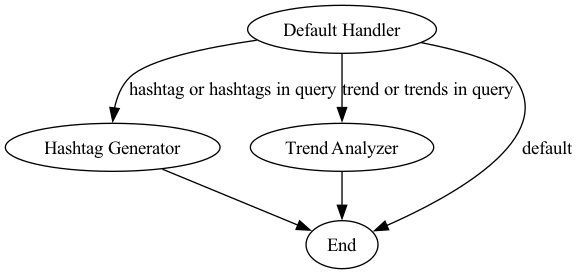 Default Handler
hashtag or hashtags in query
trend or trends in query
Hashtag Generator
Trend Analyzer
default
End